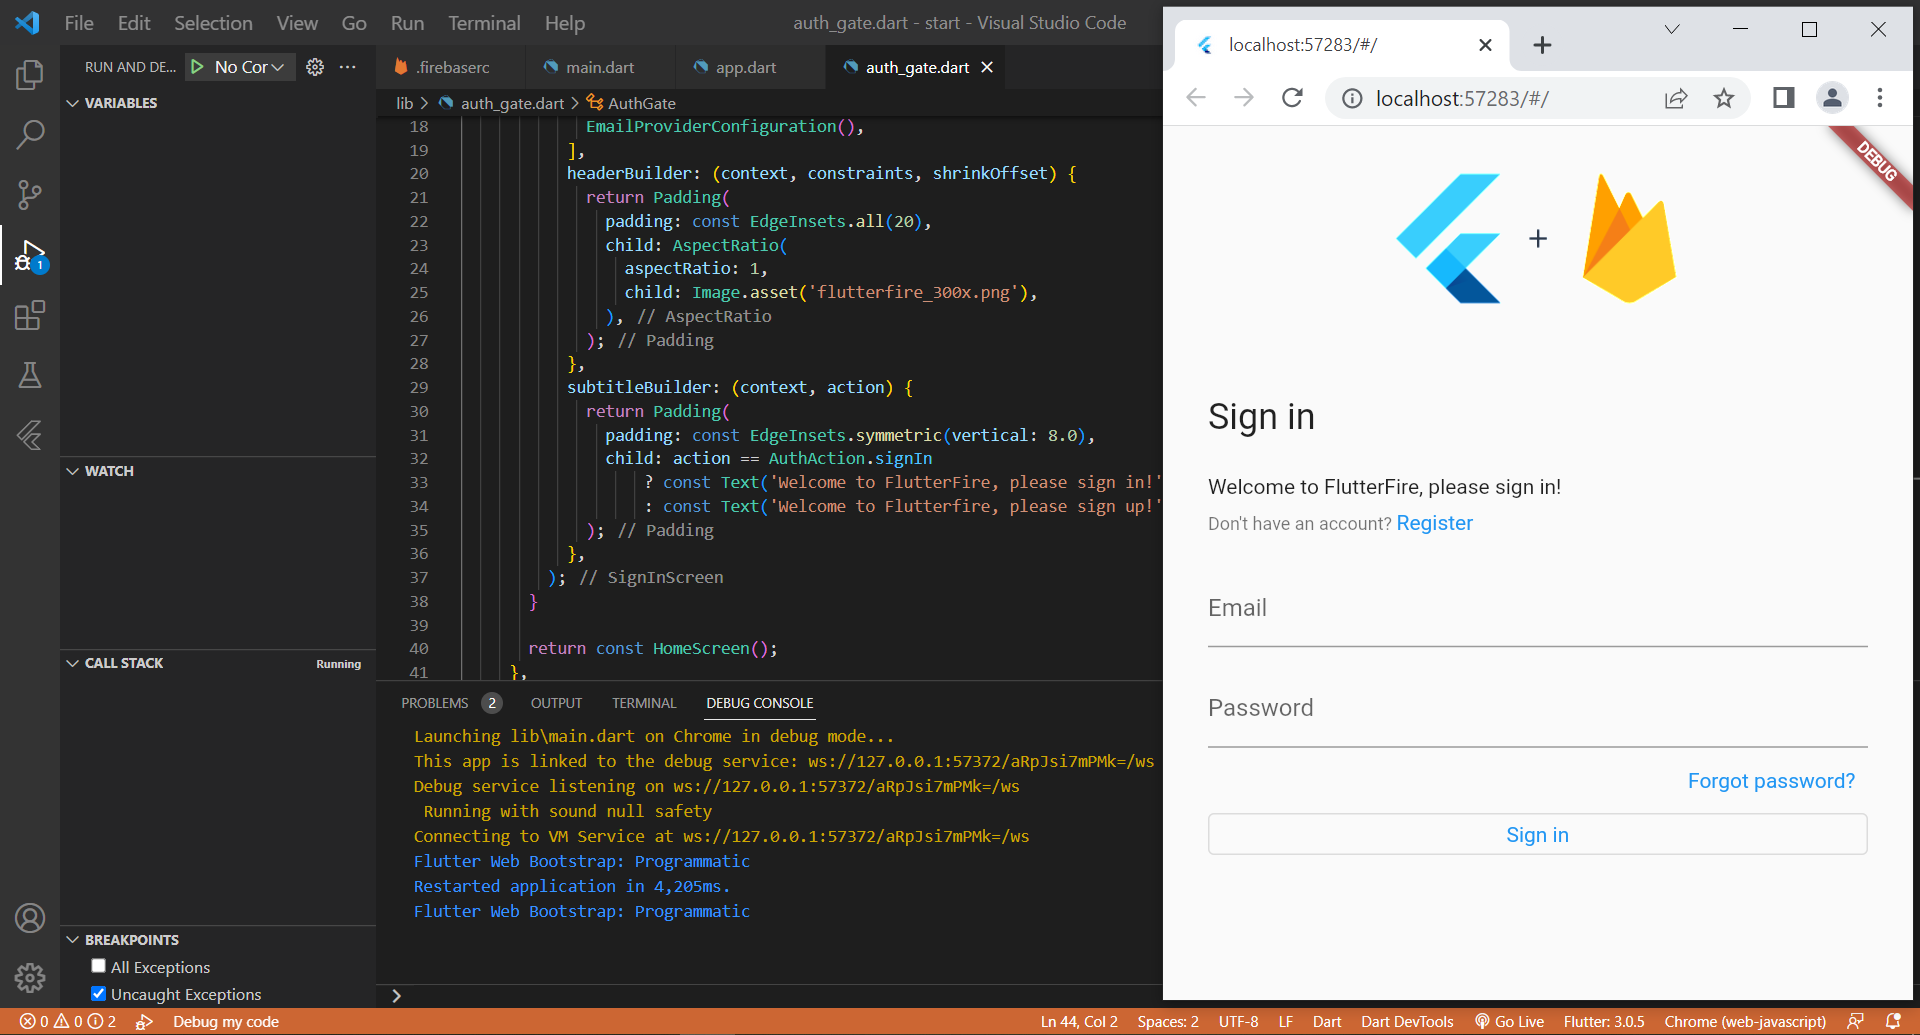 File Edit Selection View Go Run Terminal Help
auth_gate.dart - start - Visual Studio Code
RUN AND DE... No Cor
VARIABLES
WATCH
CALL STACK Running
BREAKPOINTS
All Exceptions
Uncaught Exceptions
.firebaserc main.dart app.dart auth_gate.dart
lib > auth_gate.dart > AuthGate
18 EmailProviderConfiguration(),
19 ],
20 headerBuilder: (context, constraints, shrinkOffset) {
21 return Padding(
22 padding: const EdgeInsets.all(20),
23 child: AspectRatio(
24 aspectRatio: 1,
25 child: Image.asset('flutterfire_300x.png'),
26 ), // AspectRatio
27 ); // Padding
28 },
29 subtitleBuilder: (context, action) {
30 return Padding(
31 padding: const EdgeInsets.symmetric(vertical: 8.0),
32 child: action == AuthAction.signIn
33 ? const Text('Welcome to FlutterFire, please sign in!'
34 : const Text('Welcome to Flutterfire, please sign up!'
35 ); // Padding
36 },
37 ); // SignInScreen
38 }
39
40 return const HomeScreen();
41 },
PROBLEMS 2 OUTPUT TERMINAL DEBUG CONSOLE
Launching lib\main.dart on Chrome in debug mode...
This app is linked to the debug service: ws://127.0.0.1:57372/aRpJsi7mPMk=/ws
Debug service listening on ws://127.0.0.1:57372/aRpJsi7mPMk=/ws
Running with sound null safety
Connecting to VM Service at ws://127.0.0.1:57372/aRpJsi7mPMk=/ws
Flutter Web Bootstrap: Programmatic
Restarted application in 4,205ms.
Flutter Web Bootstrap: Programmatic
>
localhost:57283/#/
localhost:57283/#/
DEBUG
+
Sign in
Welcome to FlutterFire, please sign in!
Don't have an account? Register
Email
Password
Forgot password?
Sign in
1
0 0 2 Debug my code Ln 44, Col 2 Spaces: 2 UTF-8 LF Dart Dart DevTools Go Live Flutter: 3.0.5 Chrome (web-javascript)